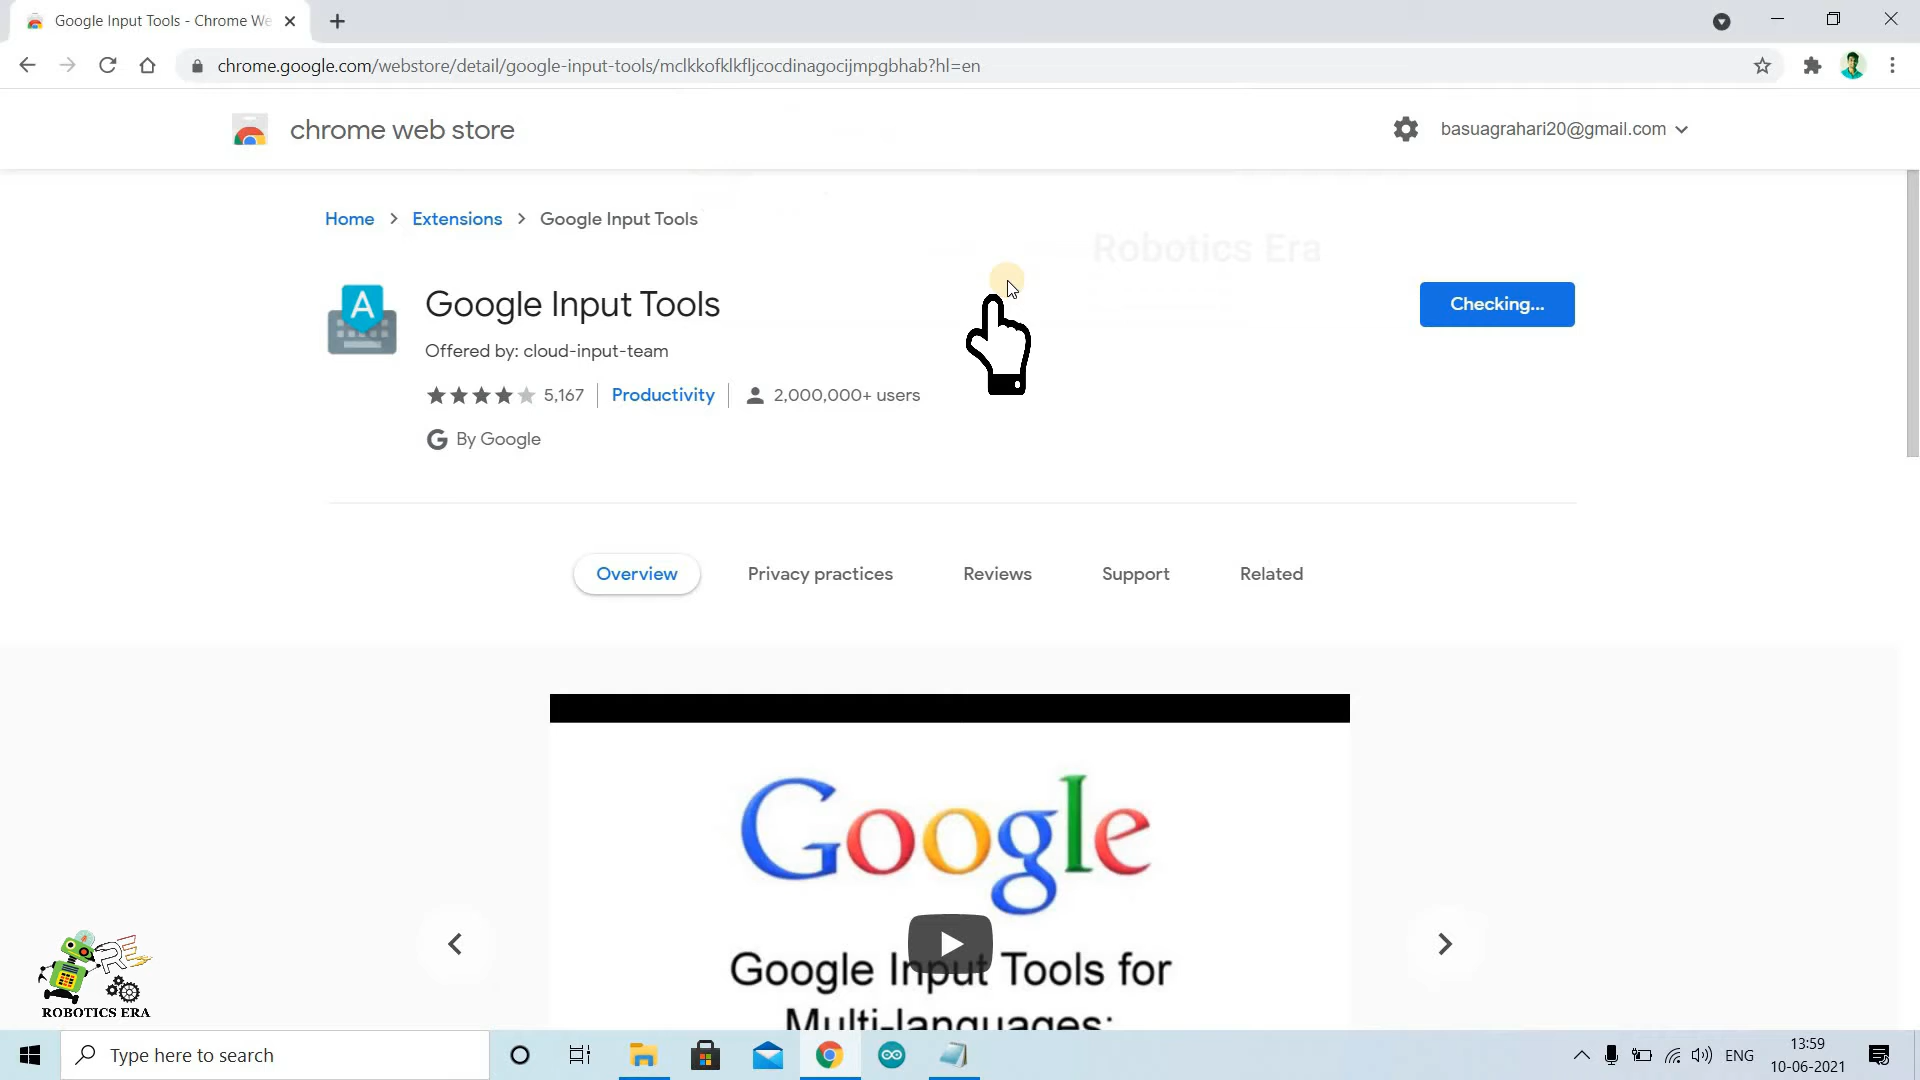 Google Input Tools - Chrome We
chrome.google.com/webstore/detail/google-input-tools/mclkkofklkfljcocdinagocijmpgbhab?hl=en
chrome web store
basuagrahari20@gmail.com
Home > Extensions > Google Input Tools
Robotics Era
Google Input Tools
Checking...
Offered by: cloud-input-team
5,167 Productivity 2,000,000+ users
By Google
Overview Privacy practices Reviews Support Related
Google
Google Input Tools for
Multi-languages:
RE
ROBOTICS ERA
Type here to search
ENG
13:59
10-06-2021